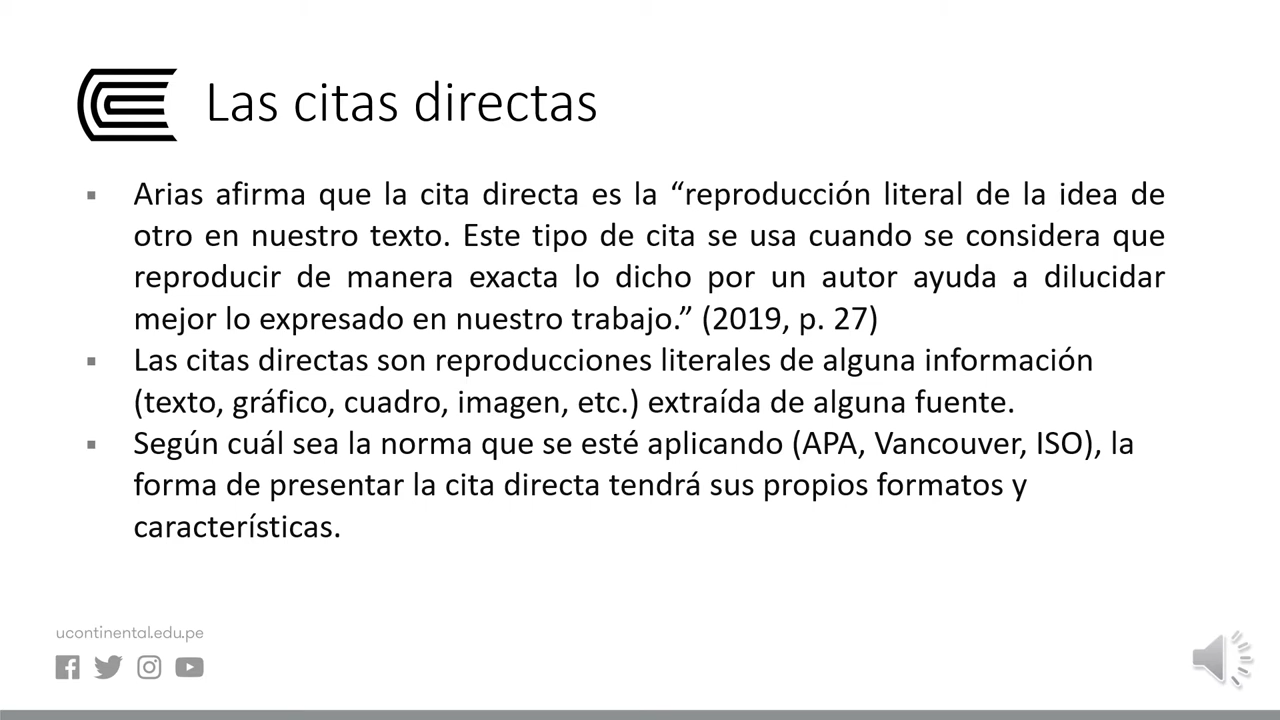 Las citas directas
▪ Arias afirma que la cita directa es la “reproducción literal de la idea de
otro en nuestro texto. Este tipo de cita se usa cuando se considera que
reproducir de manera exacta lo dicho por un autor ayuda a dilucidar
mejor lo expresado en nuestro trabajo.” (2019, p. 27)
▪ Las citas directas son reproducciones literales de alguna información
(texto, gráfico, cuadro, imagen, etc.) extraída de alguna fuente.
▪ Según cuál sea la norma que se esté aplicando (APA, Vancouver, ISO), la
forma de presentar la cita directa tendrá sus propios formatos y
características.
ucontinental.edu.pe